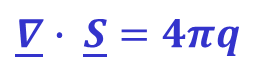 ∇ · S = 4πq